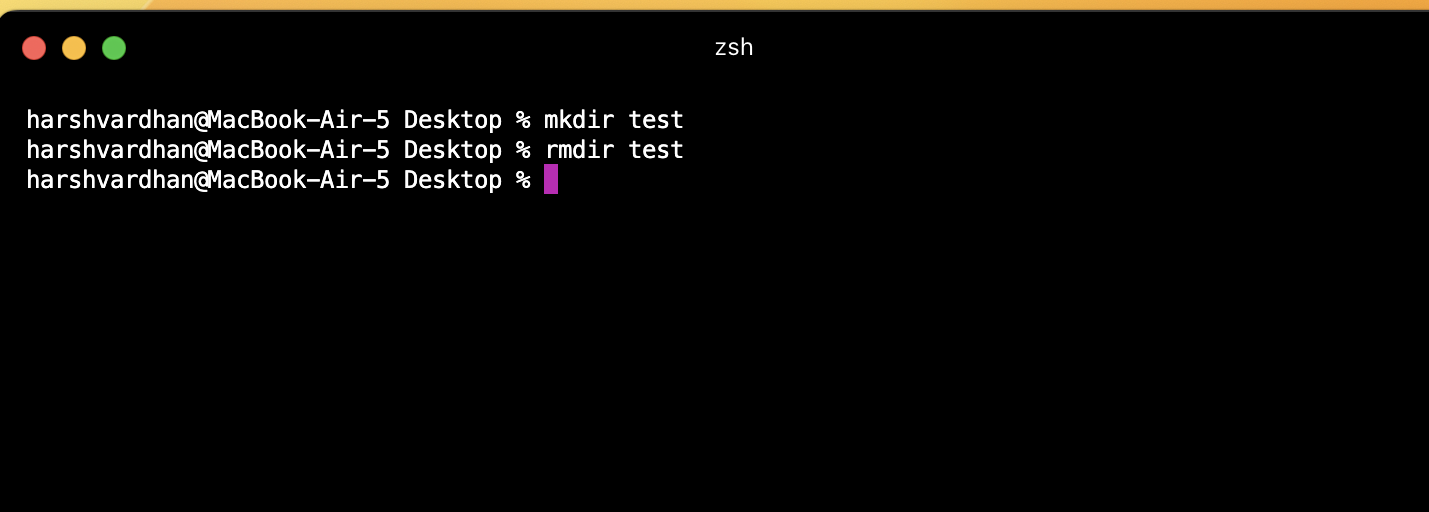 zsh
harshvardhan@MacBook-Air-5 Desktop % mkdir test
harshvardhan@MacBook-Air-5 Desktop % rmdir test
harshvardhan@MacBook-Air-5 Desktop %